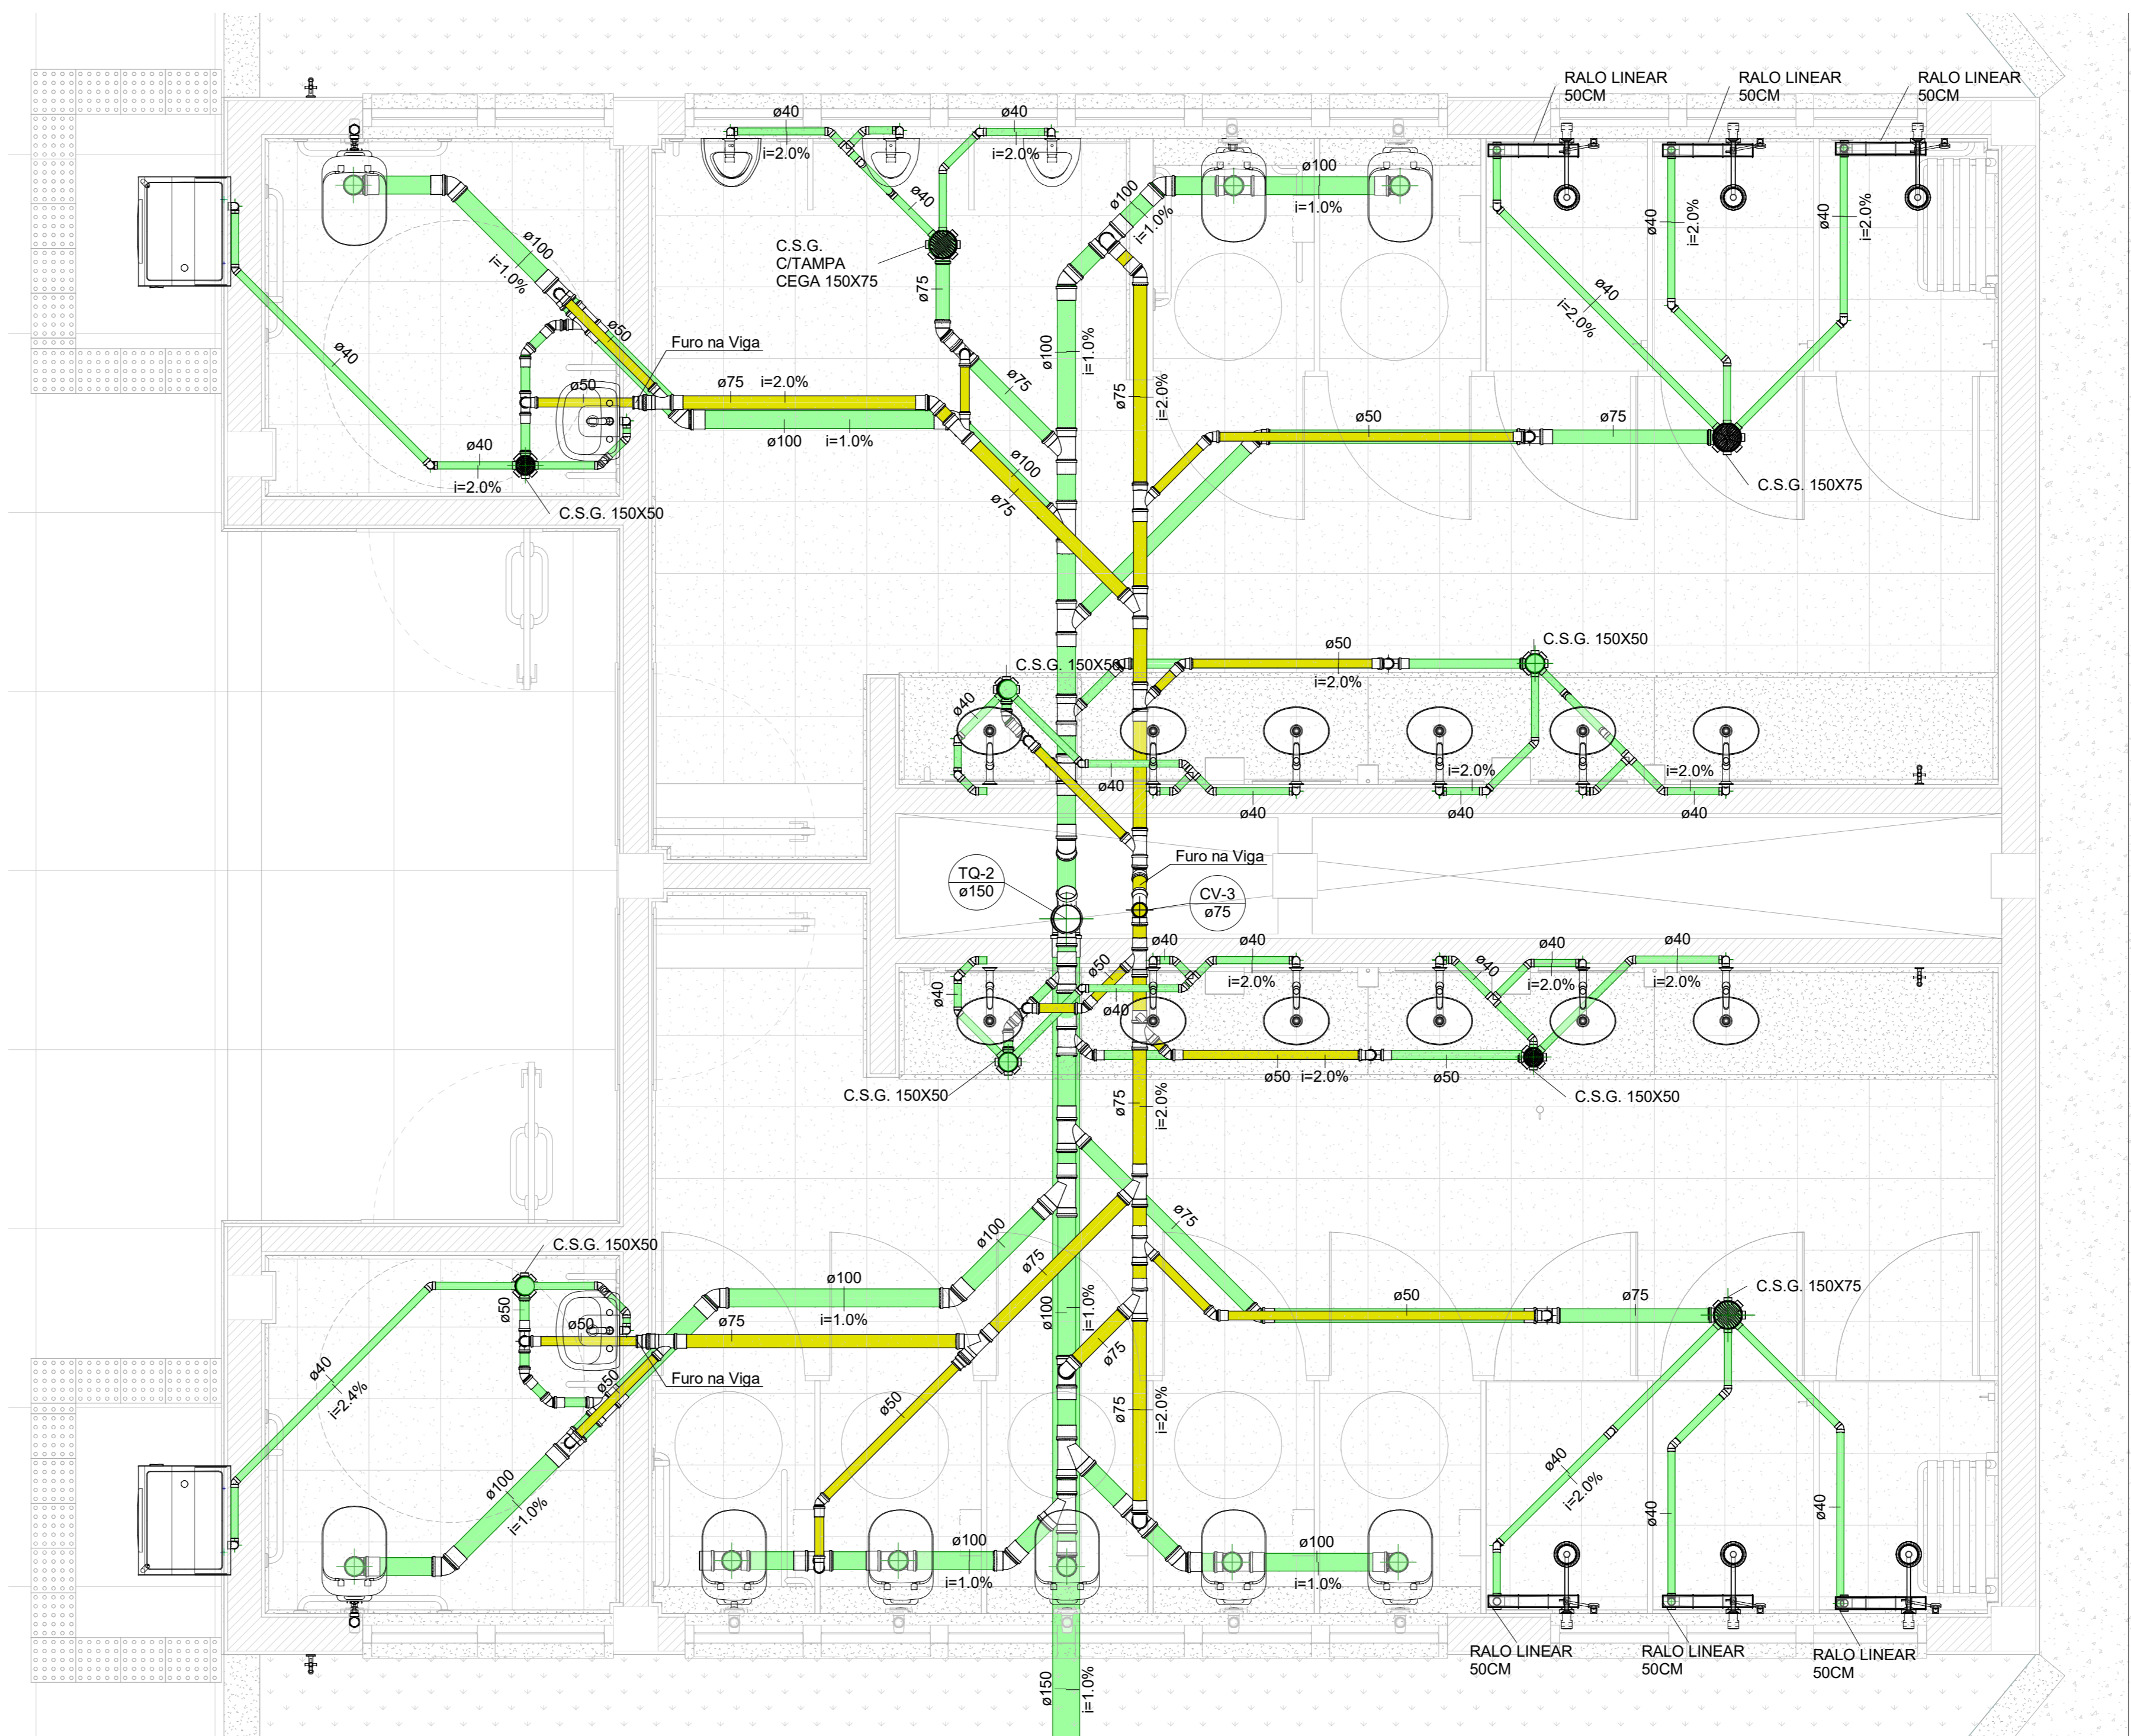 RALO LINEAR
50CM
RALO LINEAR
50CM
RALO LINEAR
50CM
ø40
i=2.0%
ø40
i=2.0%
ø40
C.S.G.
C/TAMPA
CEGA 150X75
ø75
ø100
i=1.0%
ø100
i=1.0%
ø40
i=2.0%
ø40
i=2.0%
ø40
i=2.0%
ø100
i=1.0%
ø50
Furo na Viga
ø40
ø50
ø75 i=2.0%
ø100 i=1.0%
ø75
ø100
i=1.0%
ø75
i=2.0%
ø40
i=2.0%
C.S.G. 150X50
ø100
ø75
ø50
ø75
C.S.G. 150X75
C.S.G. 150X50
ø50
i=2.0%
C.S.G. 150X50
ø40
ø40
ø40
i=2.0%
ø40
i=2.0%
ø40
Furo na Viga
TQ-2
ø150
CV-3
ø75
ø40
ø50
ø40
ø40
i=2.0%
ø40
ø40
ø40
i=2.0%
ø40
i=2.0%
C.S.G. 150X50
ø50 i=2.0%
ø50
C.S.G. 150X50
ø75
i=2.0%
ø75
ø100
ø75
C.S.G. 150X50
ø50
ø50
ø100
i=1.0%
ø75
Furo na Viga
ø50
ø40
i=2.4%
ø100
i=1.0%
ø50
ø100
i=1.0%
ø75
ø75
i=2.0%
ø50
ø75
C.S.G. 150X75
ø100
i=1.0%
ø100
i=1.0%
ø40
i=2.0%
ø40
ø40
RALO LINEAR
50CM
RALO LINEAR
50CM
RALO LINEAR
50CM
ø150
i=1.0%